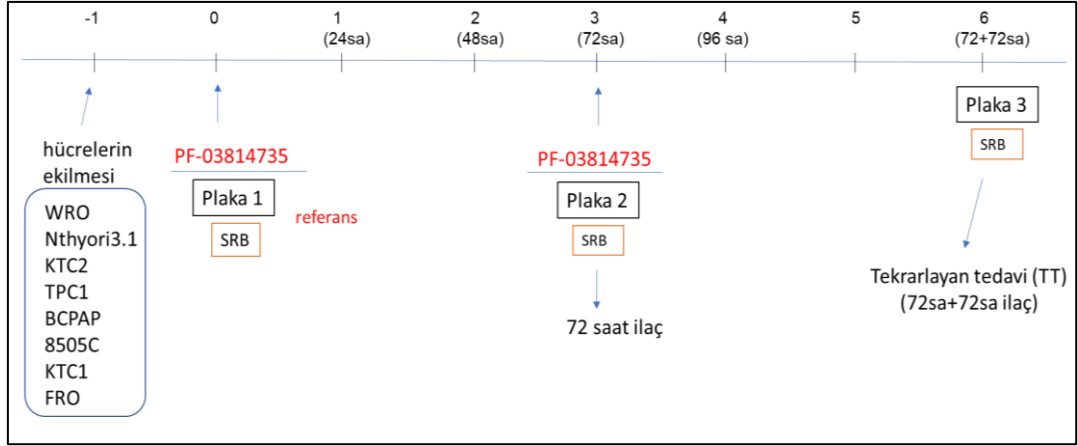 -1 0 1 2 3 4 5 6
(24sa) (48sa) (72sa) (96 sa) (72+72sa)
hücrelerin
ekilmesi
WRO
Nthyori3.1
KTC2
TPC1
BCPAP
8505C
KTC1
FRO
PF-03814735
Plaka 1
referans
SRB
PF-03814735
Plaka 2
SRB
72 saat ilaç
Plaka 3
SRB
Tekrarlayan tedavi (TT)
(72sa+72sa ilaç)